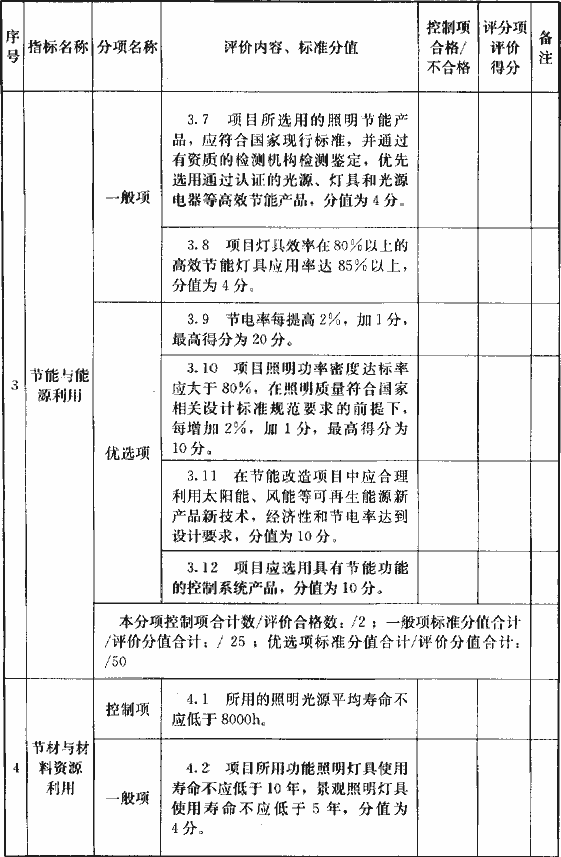 序号 指标名称 分项名称 评价内容、标准分值 控制项合格/不合格 评分项评价得分 备注
3 节能与能源利用
一般项
3.7 项目所选用的照明节能产
品，应符合国家现行标准，并通过
有资质的检测机构检测鉴定，优先
选用通过认证的光源、灯具和光源
电器等高效节能产品，分值为4分。
3.8 项目灯具效率在80%以上的
高效节能灯具应用率达85%以上，
分值为4分。
优选项
3.9 节电率每提高2%，加1分，
最高得分为20分。
3.10 项目照明功率密度达标率
应大于80%，在照明质量符合国家
相关设计标准规范要求的前提下，
每增加2%，加1分，最高得分为
10分。
3.11 在节能改造项目中应合理
利用太阳能、风能等可再生能源新
产品新技术，经济性和节电率达到
设计要求，分值为10分。
3.12 项目应选用具有节能功能
的控制系统产品，分值为10分。
本分项控制项合计数/评价合格数：/2；一般项标准分值合计
/评价分值合计：/ 25；优选项标准分值合计/评价分值合计：
/50
4 节材与材料资源利用
控制项
4.1 所用的照明光源平均寿命不
应低于8000h。
一般项
4.2 项目所用功能照明灯具使用
寿命不应低于10年，景观照明灯具
使用寿命不应低于5年，分值为
4分。